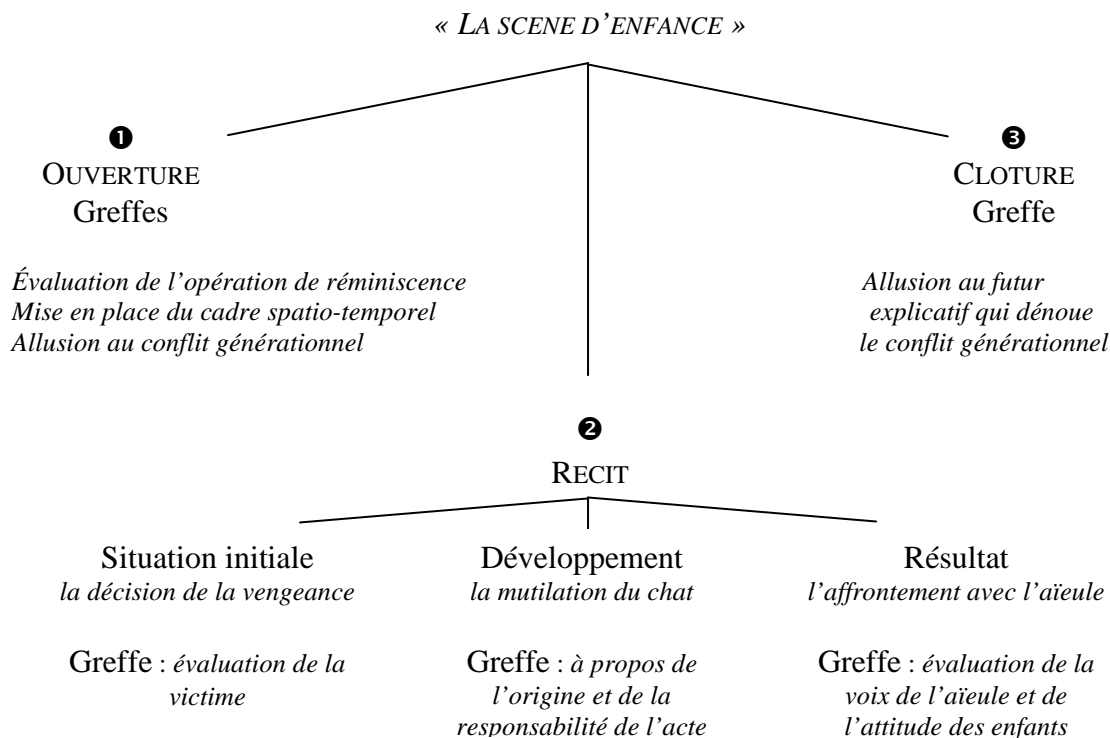 « LA SCENE D’ENFANCE »
❶
OUVERTURE
Greffes
Évaluation de l’opération de réminiscence
Mise en place du cadre spatio-temporel
Allusion au conflit générationnel
❸
CLOTURE
Greffe
Allusion au futur
explicatif qui dénoue
le conflit générationnel
❷
RECIT
Situation initiale
la décision de la vengeance
Greffe : évaluation de la
victime
Développement
la mutilation du chat
Greffe : à propos de
l’origine et de la
responsabilité de l’acte
Résultat
l’affrontement avec l’aïeule
Greffe : évaluation de la
voix de l’aïeule et de
l’attitude des enfants